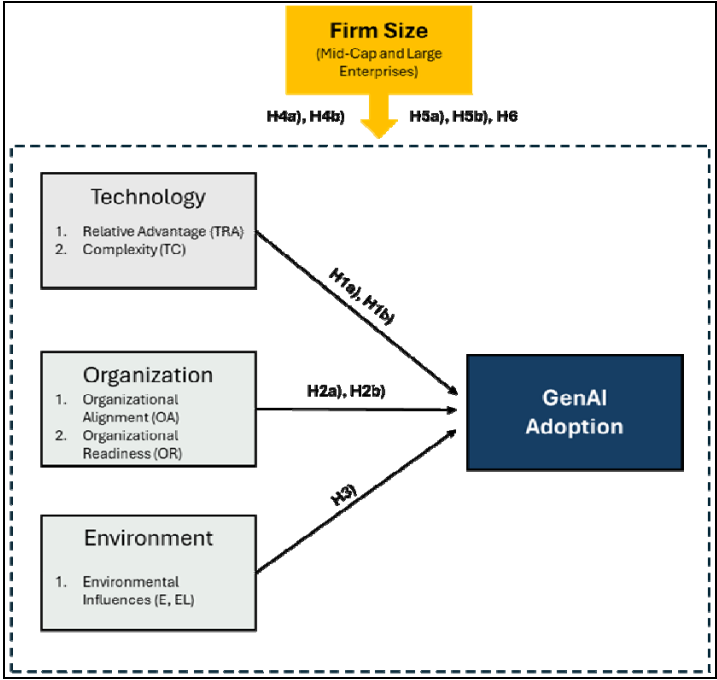 Firm Size
(Mid-Cap and Large
Enterprises)
H4a), H4b)
H5a), H5b), H6
Technology
1. Relative Advantage (TRA)
2. Complexity (TC)
H1a), H1b)
Organization
1. Organizational
Alignment (OA)
2. Organizational
Readiness (OR)
H2a), H2b)
GenAI
Adoption
H3)
Environment
1. Environmental
Influences (E, EL)